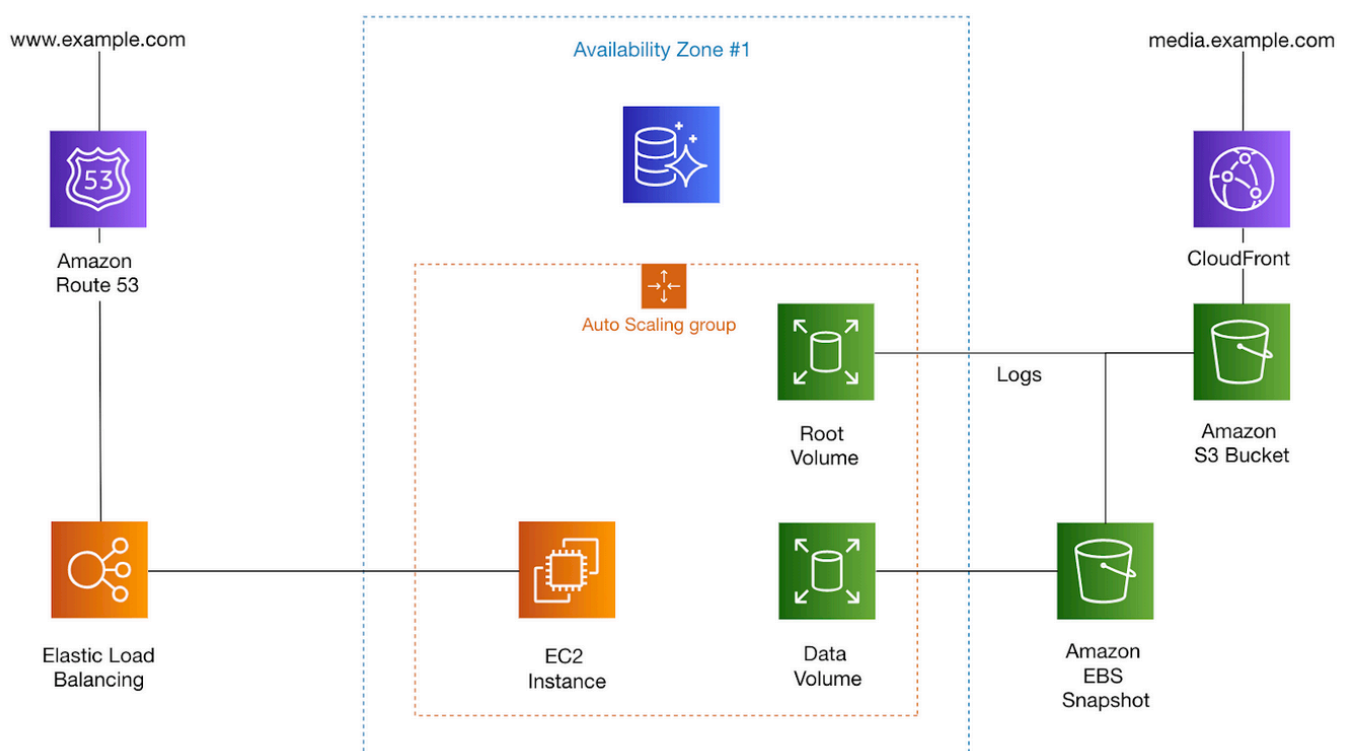 www.example.com
Availability Zone #1
media.example.com
53
Amazon
Route 53
CloudFront
Auto Scaling group
Logs
Root
Volume
Amazon
S3 Bucket
Elastic Load
Balancing
EC2
Instance
Data
Volume
Amazon
EBS
Snapshot